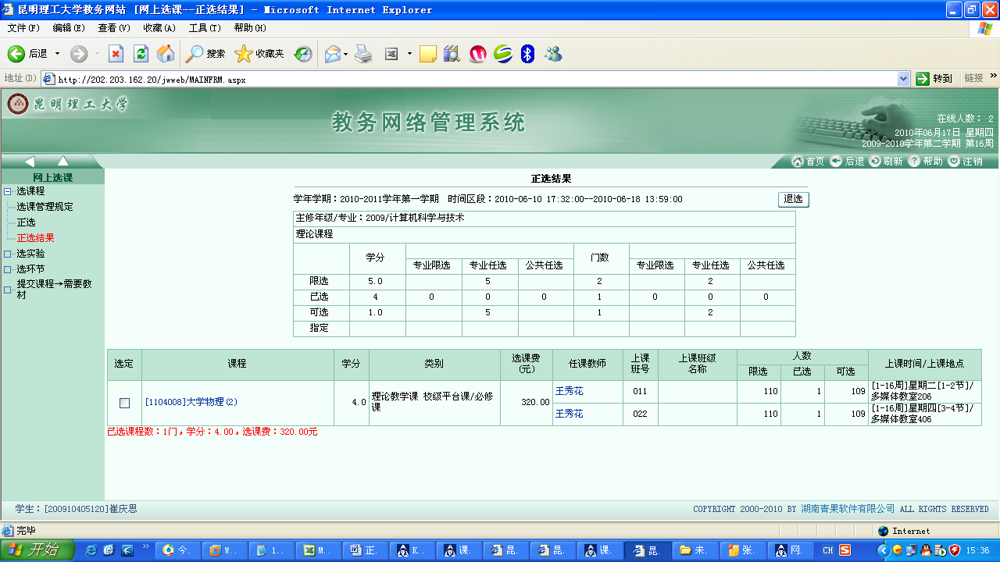 昆明理工大学教务网站 [网上选课--正选结果] - Microsoft Internet Explorer
文件(F) 编辑(E) 查看(V) 收藏(A) 工具(T) 帮助(H)
后退 搜索 收藏夹
地址(D) http://202.203.162.20/jwweb/MAINFRM.aspx 转到 链接 »
昆明理工大学
教务网络管理系统
在线人数： 2
2010年06月17日 星期四
2009-2010学年第二学期 第16周
首页 后退 刷新 帮助 注销
网上选课
选课程
选课管理规定
正选
正选结果
选实验
选环节
提交课程→需要教
材
正选结果
学年学期：2010-2011学年第一学期 时间区段：2010-06-10 17:32:00--2010-06-18 13:59:00 退选
主修年级/专业：2009/计算机科学与技术
理论课程
学分 门数
专业限选 专业任选 公共任选 专业限选 专业任选 公共任选
限选 5.0 5 2 2
已选 4 0 0 0 1 0 0 0
可选 1.0 5 1 2
指定
选定 课程 学分 类别 选课费(元) 任课教师 上课班号 上课班级名称 人数 上课时间/上课地点
限选 已选 可选
[1104008]大学物理(2) 4.0 理论教学课 校级平台课/必修课 320.00
王秀花 011 110 1 109 [1-16周]星期二[1-2节]/
多媒体教室206
王秀花 022 110 1 109 [1-16周]星期四[3-4节]/
多媒体教室406
已选课程数：1门，学分：4.00，选课费：320.00元
学生：[200910405120]崔庆思 COPYRIGHT 2000-2010 BY 湖南青果软件有限公司 ALL RIGHTS RESERVED
完毕 Internet
开始 » 今. W.. 1.. M... 正 K.. 课. 昆. 昆. 课 昆. 未. 张. 网. CH 15:36